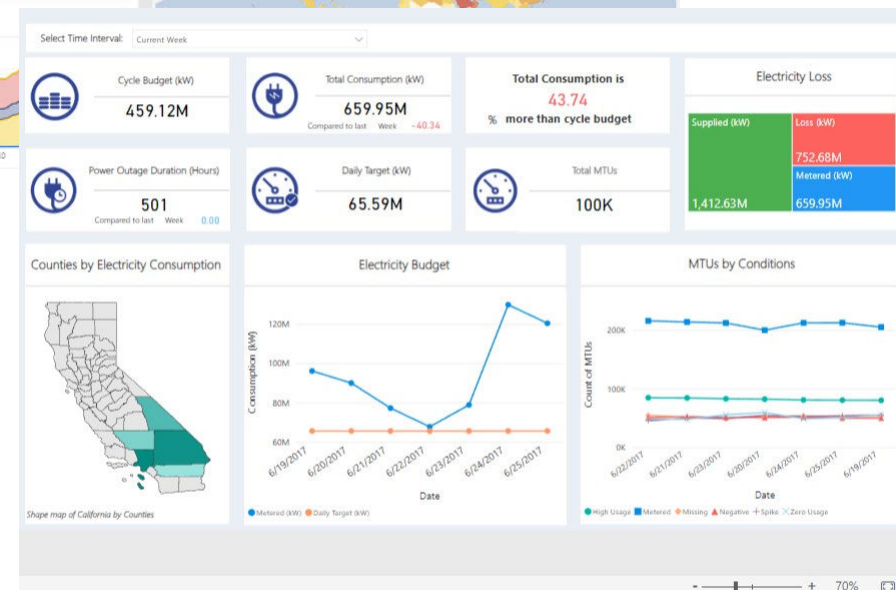 Select Time Interval: Current Week
Cycle Budget (kW)
459.12M
Total Consumption (kW)
659.95M
Compared to last Week -40.34
Total Consumption is
43.74
% more than cycle budget
Electricity Loss
Supplied (kW)
1,412.63M
Loss (kW)
752.68M
Metered (kW)
659.95M
Power Outage Duration (Hours)
501
Compared to last Week 0.00
Daily Target (kW)
65.59M
Total MTUs
100K
Counties by Electricity Consumption
Shape map of California by Counties
Electricity Budget
Consumption (kW)
120M
100M
80M
60M
6/19/2017 6/20/2017 6/21/2017 6/22/2017 6/23/2017 6/24/2017 6/25/2017
Date
Metered (kW) Daily Target (kW)
MTUs by Conditions
Count of MTUs
200K
100K
0K
6/22/2017 6/21/2017 6/23/2017 6/20/2017 6/24/2017 6/25/2017 6/19/2017
Date
High Usage Metered Missing Negative Spike Zero Usage
- + 70%